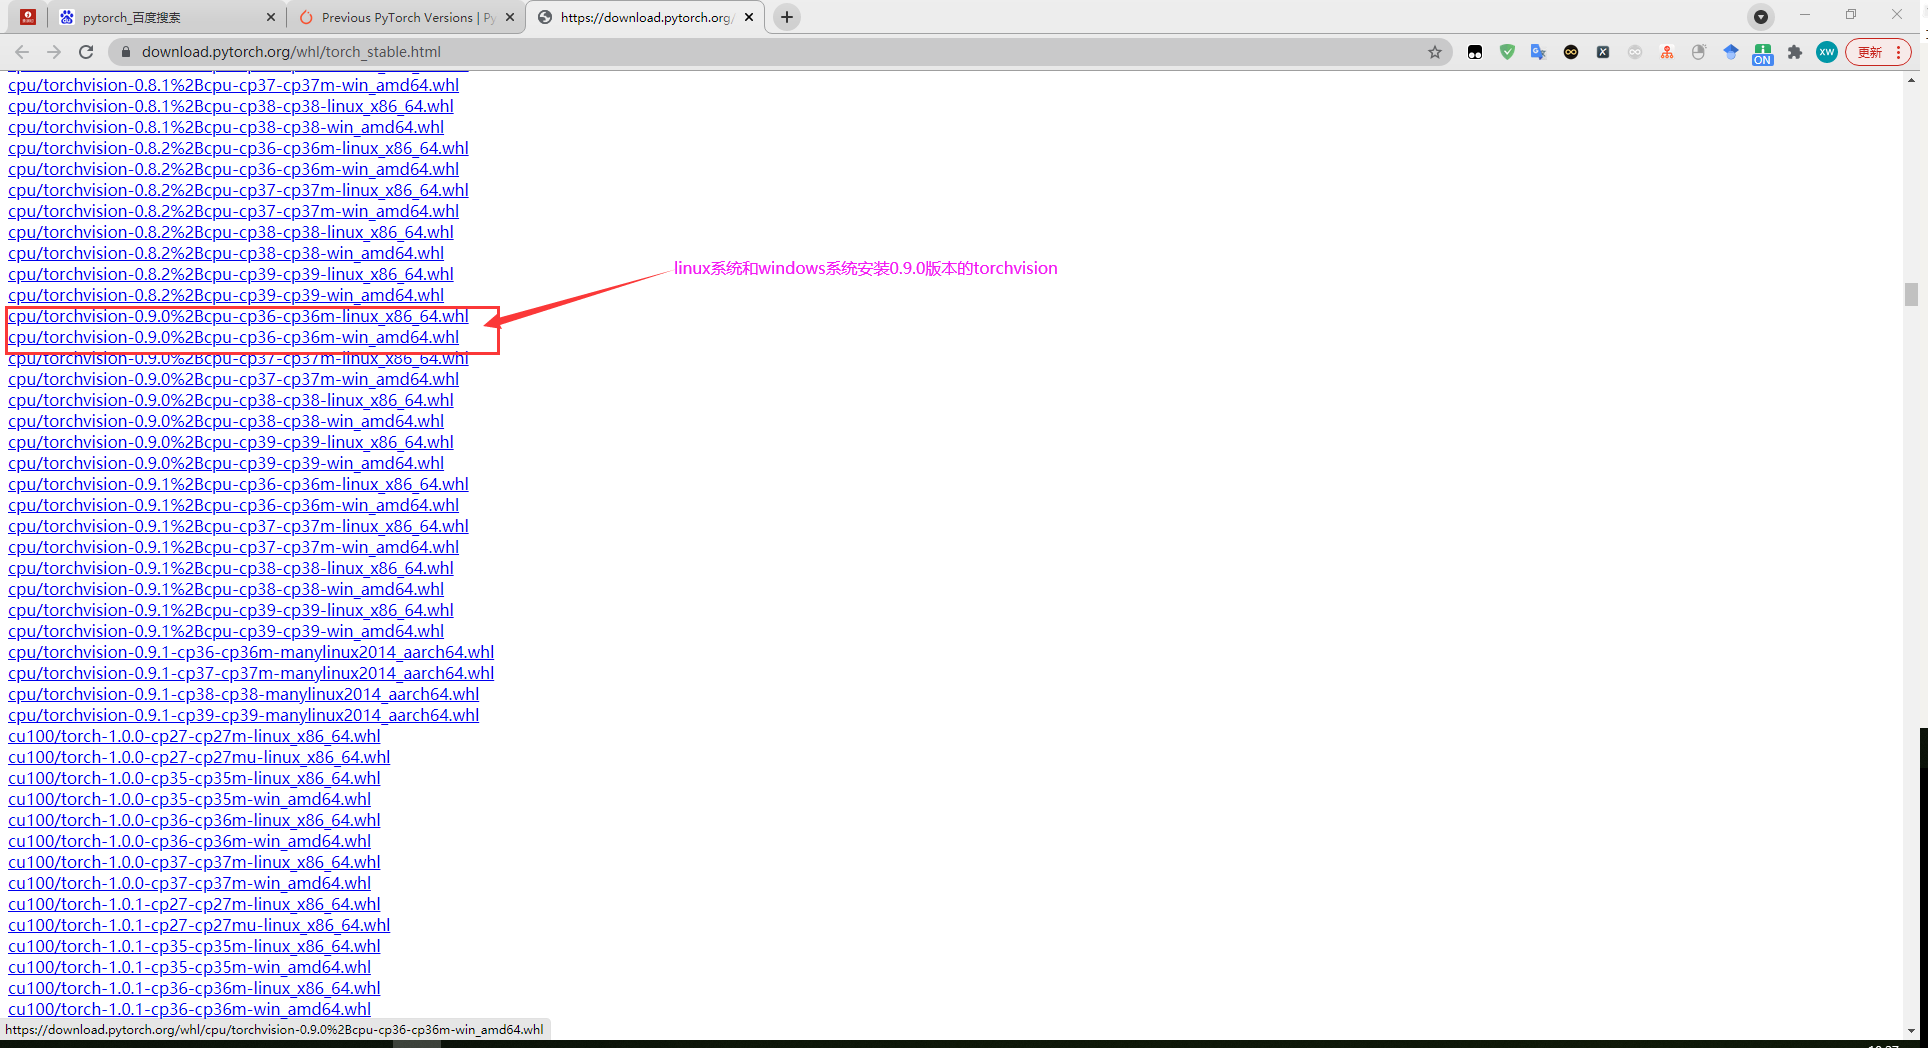 pytorch_百度搜索
Previous PyTorch Versions | Py
https://download.pytorch.org/
download.pytorch.org/whl/torch_stable.html
ON
XW
更新
cpu/torchvision-0.8.1%2Bcpu-cp37-cp37m-win_amd64.whl
cpu/torchvision-0.8.1%2Bcpu-cp38-cp38-linux_x86_64.whl
cpu/torchvision-0.8.1%2Bcpu-cp38-cp38-win_amd64.whl
cpu/torchvision-0.8.2%2Bcpu-cp36-cp36m-linux_x86_64.whl
cpu/torchvision-0.8.2%2Bcpu-cp36-cp36m-win_amd64.whl
cpu/torchvision-0.8.2%2Bcpu-cp37-cp37m-linux_x86_64.whl
cpu/torchvision-0.8.2%2Bcpu-cp37-cp37m-win_amd64.whl
cpu/torchvision-0.8.2%2Bcpu-cp38-cp38-linux_x86_64.whl
cpu/torchvision-0.8.2%2Bcpu-cp38-cp38-win_amd64.whl
linux系统和windows系统安装0.9.0版本的torchvision
cpu/torchvision-0.8.2%2Bcpu-cp39-cp39-linux_x86_64.whl
cpu/torchvision-0.8.2%2Bcpu-cp39-cp39-win_amd64.whl
cpu/torchvision-0.9.0%2Bcpu-cp36-cp36m-linux_x86_64.whl
cpu/torchvision-0.9.0%2Bcpu-cp36-cp36m-win_amd64.whl
cpu/torchvision-0.9.0%2Bcpu-cp37-cp37m-linux_x86_64.whl
cpu/torchvision-0.9.0%2Bcpu-cp37-cp37m-win_amd64.whl
cpu/torchvision-0.9.0%2Bcpu-cp38-cp38-linux_x86_64.whl
cpu/torchvision-0.9.0%2Bcpu-cp38-cp38-win_amd64.whl
cpu/torchvision-0.9.0%2Bcpu-cp39-cp39-linux_x86_64.whl
cpu/torchvision-0.9.0%2Bcpu-cp39-cp39-win_amd64.whl
cpu/torchvision-0.9.1%2Bcpu-cp36-cp36m-linux_x86_64.whl
cpu/torchvision-0.9.1%2Bcpu-cp36-cp36m-win_amd64.whl
cpu/torchvision-0.9.1%2Bcpu-cp37-cp37m-linux_x86_64.whl
cpu/torchvision-0.9.1%2Bcpu-cp37-cp37m-win_amd64.whl
cpu/torchvision-0.9.1%2Bcpu-cp38-cp38-linux_x86_64.whl
cpu/torchvision-0.9.1%2Bcpu-cp38-cp38-win_amd64.whl
cpu/torchvision-0.9.1%2Bcpu-cp39-cp39-linux_x86_64.whl
cpu/torchvision-0.9.1%2Bcpu-cp39-cp39-win_amd64.whl
cpu/torchvision-0.9.1-cp36-cp36m-manylinux2014_aarch64.whl
cpu/torchvision-0.9.1-cp37-cp37m-manylinux2014_aarch64.whl
cpu/torchvision-0.9.1-cp38-cp38-manylinux2014_aarch64.whl
cpu/torchvision-0.9.1-cp39-cp39-manylinux2014_aarch64.whl
cu100/torch-1.0.0-cp27-cp27m-linux_x86_64.whl
cu100/torch-1.0.0-cp27-cp27mu-linux_x86_64.whl
cu100/torch-1.0.0-cp35-cp35m-linux_x86_64.whl
cu100/torch-1.0.0-cp35-cp35m-win_amd64.whl
cu100/torch-1.0.0-cp36-cp36m-linux_x86_64.whl
cu100/torch-1.0.0-cp36-cp36m-win_amd64.whl
cu100/torch-1.0.0-cp37-cp37m-linux_x86_64.whl
cu100/torch-1.0.0-cp37-cp37m-win_amd64.whl
cu100/torch-1.0.1-cp27-cp27m-linux_x86_64.whl
cu100/torch-1.0.1-cp27-cp27mu-linux_x86_64.whl
cu100/torch-1.0.1-cp35-cp35m-linux_x86_64.whl
cu100/torch-1.0.1-cp35-cp35m-win_amd64.whl
cu100/torch-1.0.1-cp36-cp36m-linux_x86_64.whl
cu100/torch-1.0.1-cp36-cp36m-win_amd64.whl
https://download.pytorch.org/whl/cpu/torchvision-0.9.0%2Bcpu-cp36-cp36m-win_amd64.whl